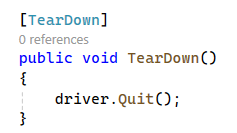 [TearDown]
0 references
public void TearDown()
{
    driver.Quit();
}